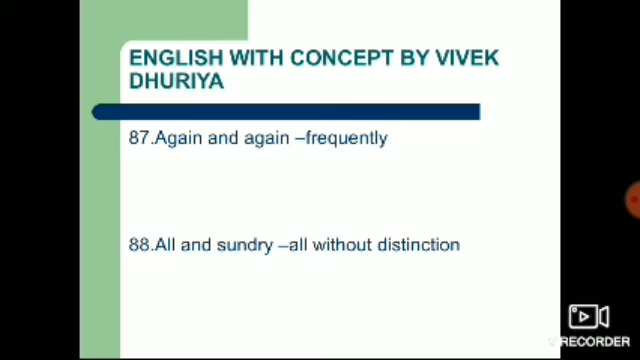 ENGLISH WITH CONCEPT BY VIVEK
DHURIYA
87.Again and again –frequently
88.All and sundry –all without distinction
RECORDER